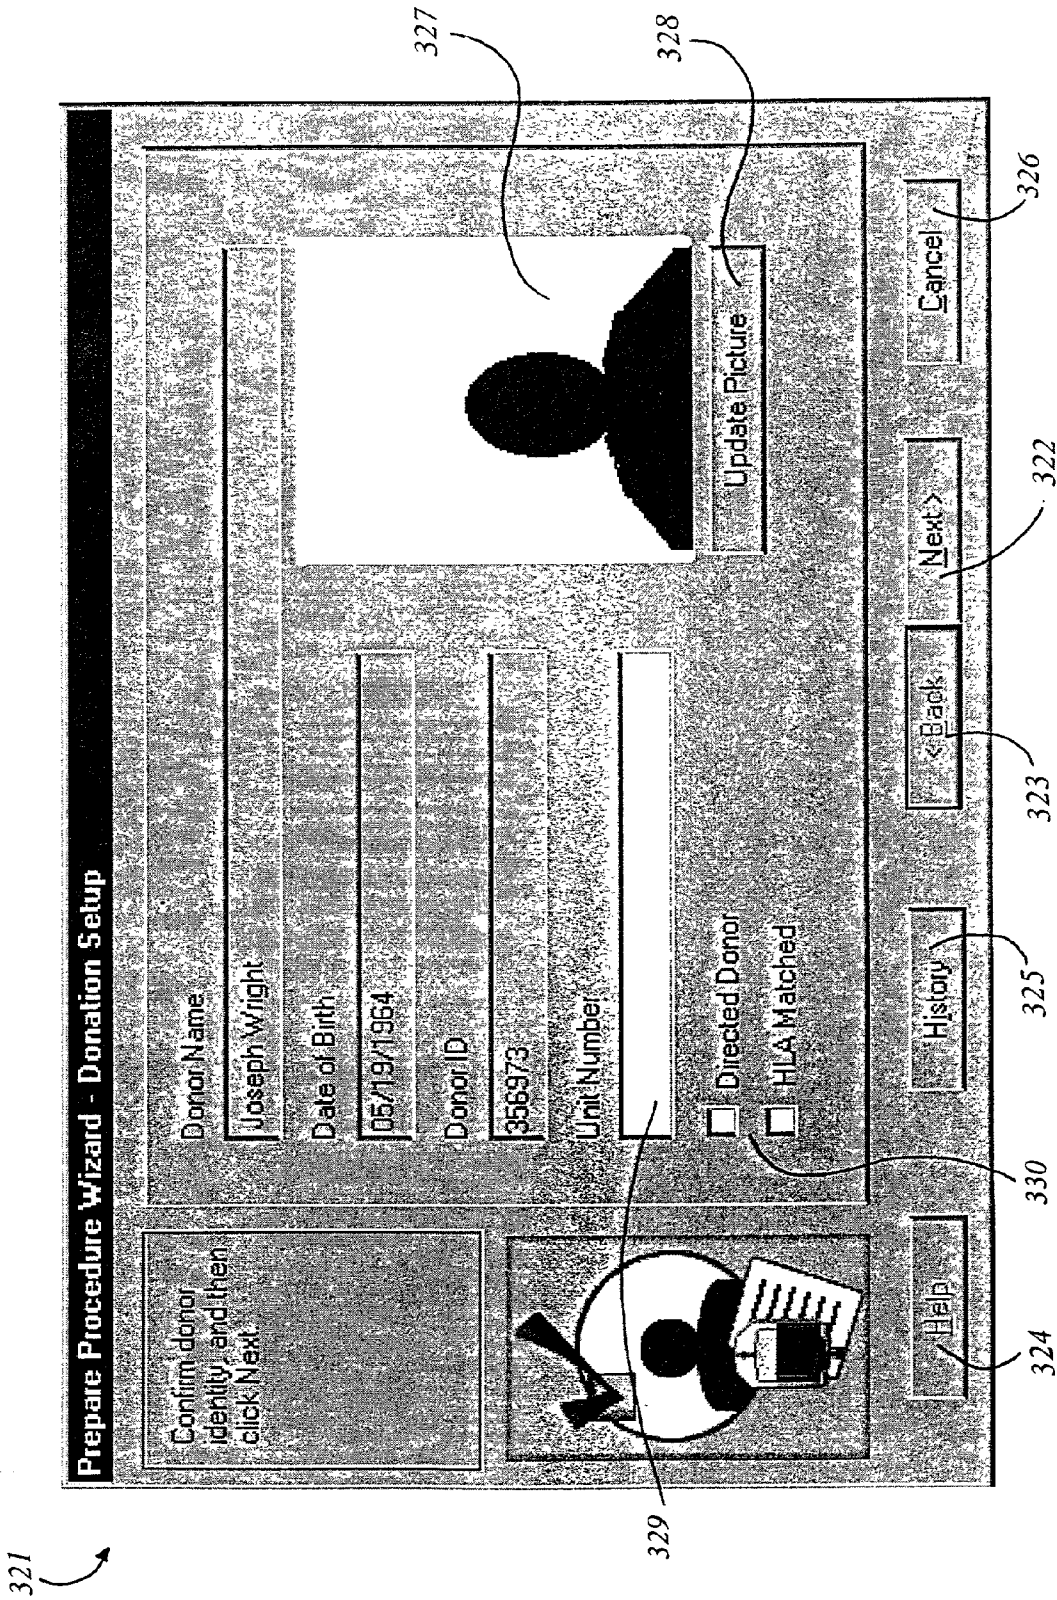 321
Prepare Procedure Wizard - Donation Setup
Confirm donor
identity, and then
click Next.
Donor Name
Joseph Wright
Date of Birth
05/19/1964
Donor ID
356973
Unit Number
Directed Donor
HLA Matched
Update Picture
Help
History
< Back
Next >
Cancel
327
328
329
330
324
325
323
322
326